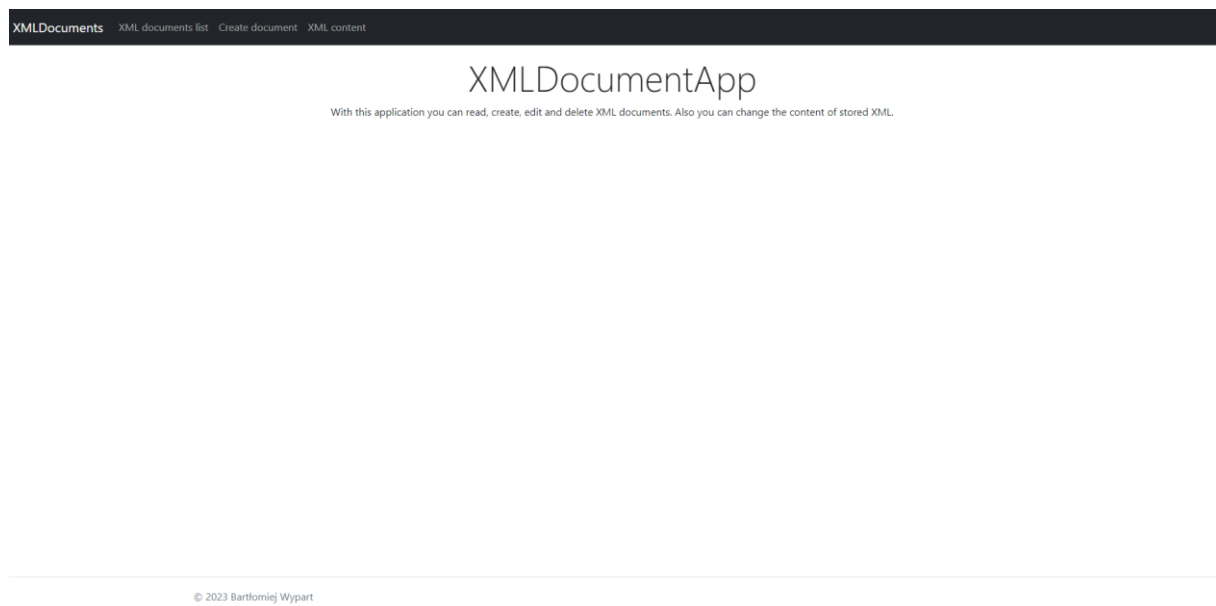 XMLDocuments XML documents list Create document XML content
XMLDocumentApp
With this application you can read, create, edit and delete XML documents. Also you can change the content of stored XML.
© 2023 Bartłomiej Wypart